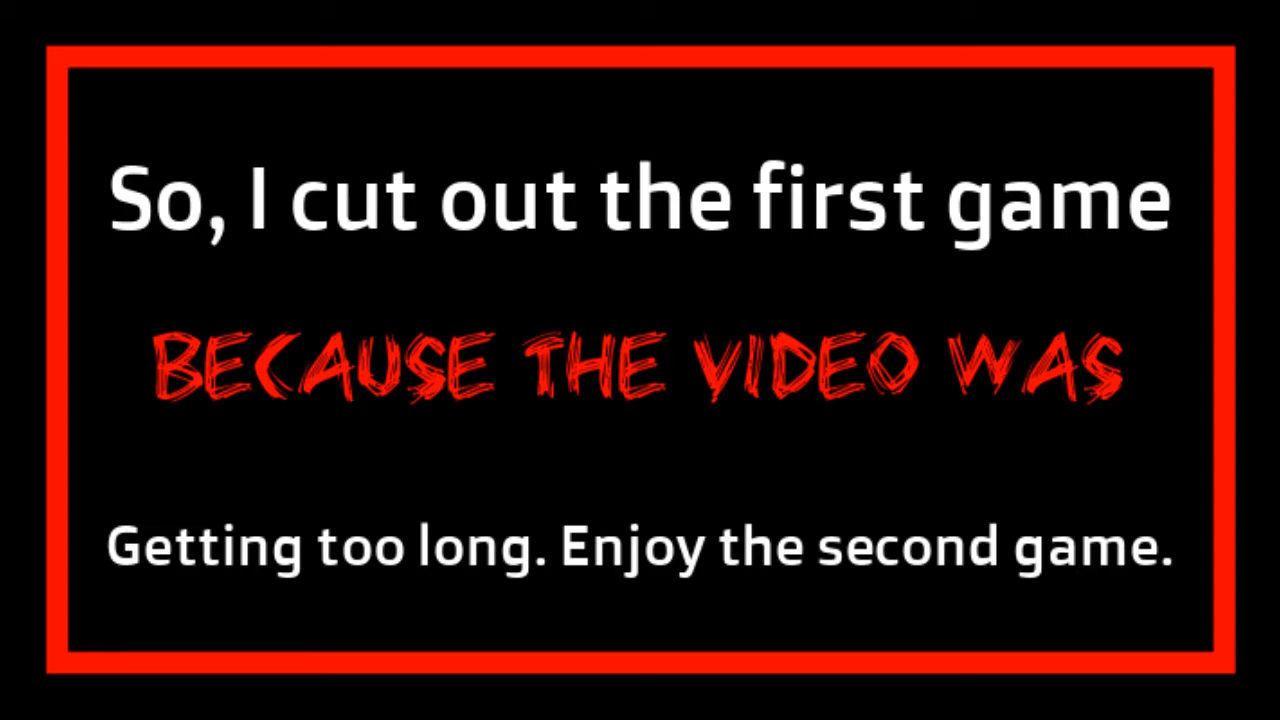 So, I cut out the first game
BECAUSE THE VIDEO WAS
Getting too long. Enjoy the second game.